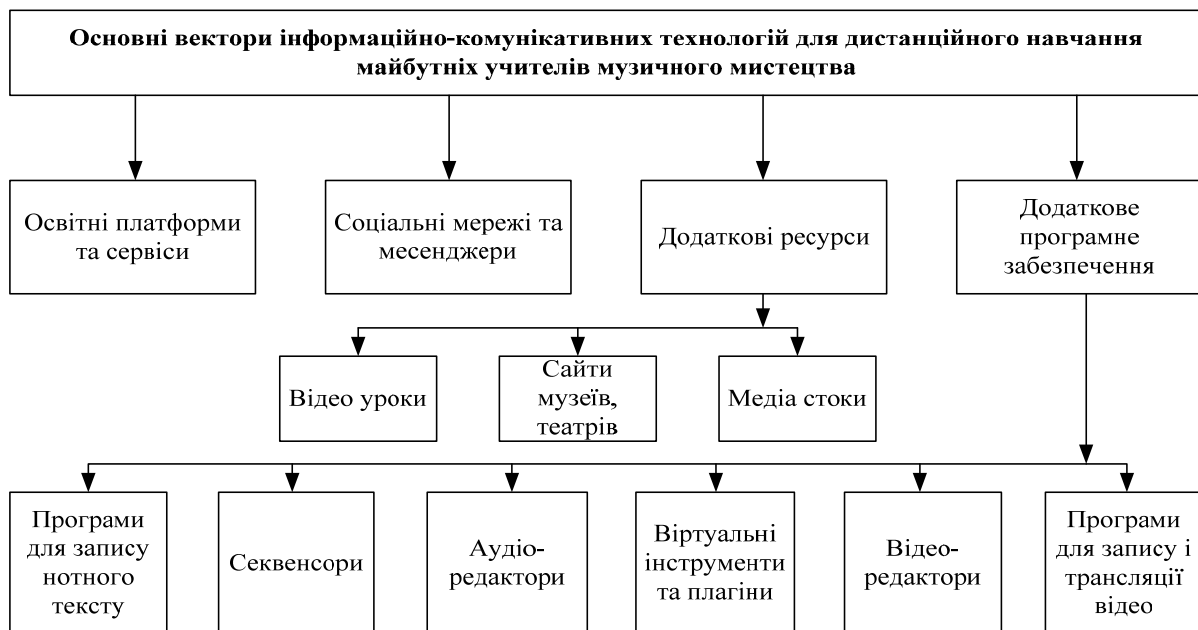 Основні вектори інформаційно-комунікативних технологій для дистанційного навчання
майбутніх учителів музичного мистецтва
Освітні платформи
та сервіси
Соціальні мережі та
месенджери
Додаткові ресурси
Додаткове
програмне
забезпечення
Відео уроки
Сайти
музеїв,
театрів
Медіа стоки
Програми
для запису
нотного
тексту
Секвенсори
Аудіо-
редактори
Віртуальні
інструменти
та плагіни
Відео-
редактори
Програми
для запису і
трансляції
відео